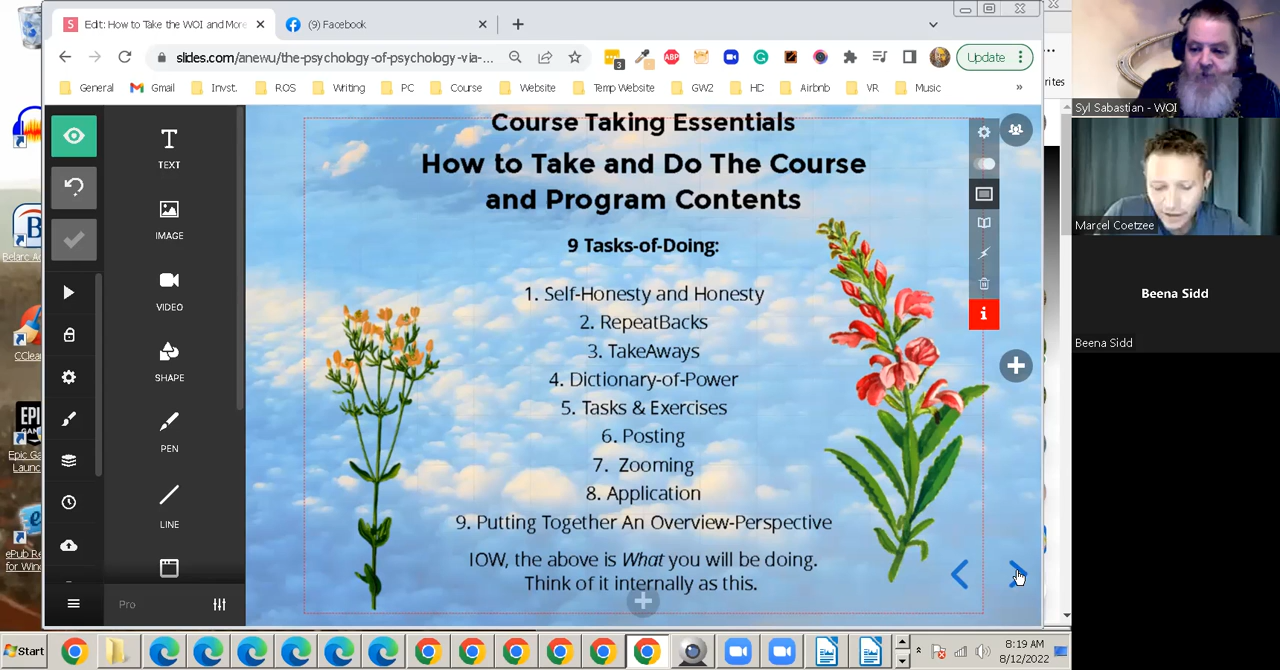 Edit: How to Take the WOI and More
(9) Facebook
slides.com/anewu/the-psychology-of-psychology-via-...
3
ABP
Update
General
Gmail
Invst.
ROS
Writing
PC
Course
Website
Temp Website
GW2
HD
Airbnb
VR
Music
»
rites
TEXT
IMAGE
VIDEO
SHAPE
PEN
LINE
Pro
Course Taking Essentials
How to Take and Do The Course
and Program Contents
9 Tasks-of-Doing:
1. Self-Honesty and Honesty
2. RepeatBacks
3. TakeAways
4. Dictionary-of-Power
5. Tasks & Exercises
6. Posting
7. Zooming
8. Application
9. Putting Together An Overview-Perspective
IOW, the above is What you will be doing.
Think of it internally as this.
Syl Sabastian - WOI
Marcel Coetzee
Beena Sidd
Beena Sidd
Start
8:19 AM
8/12/2022